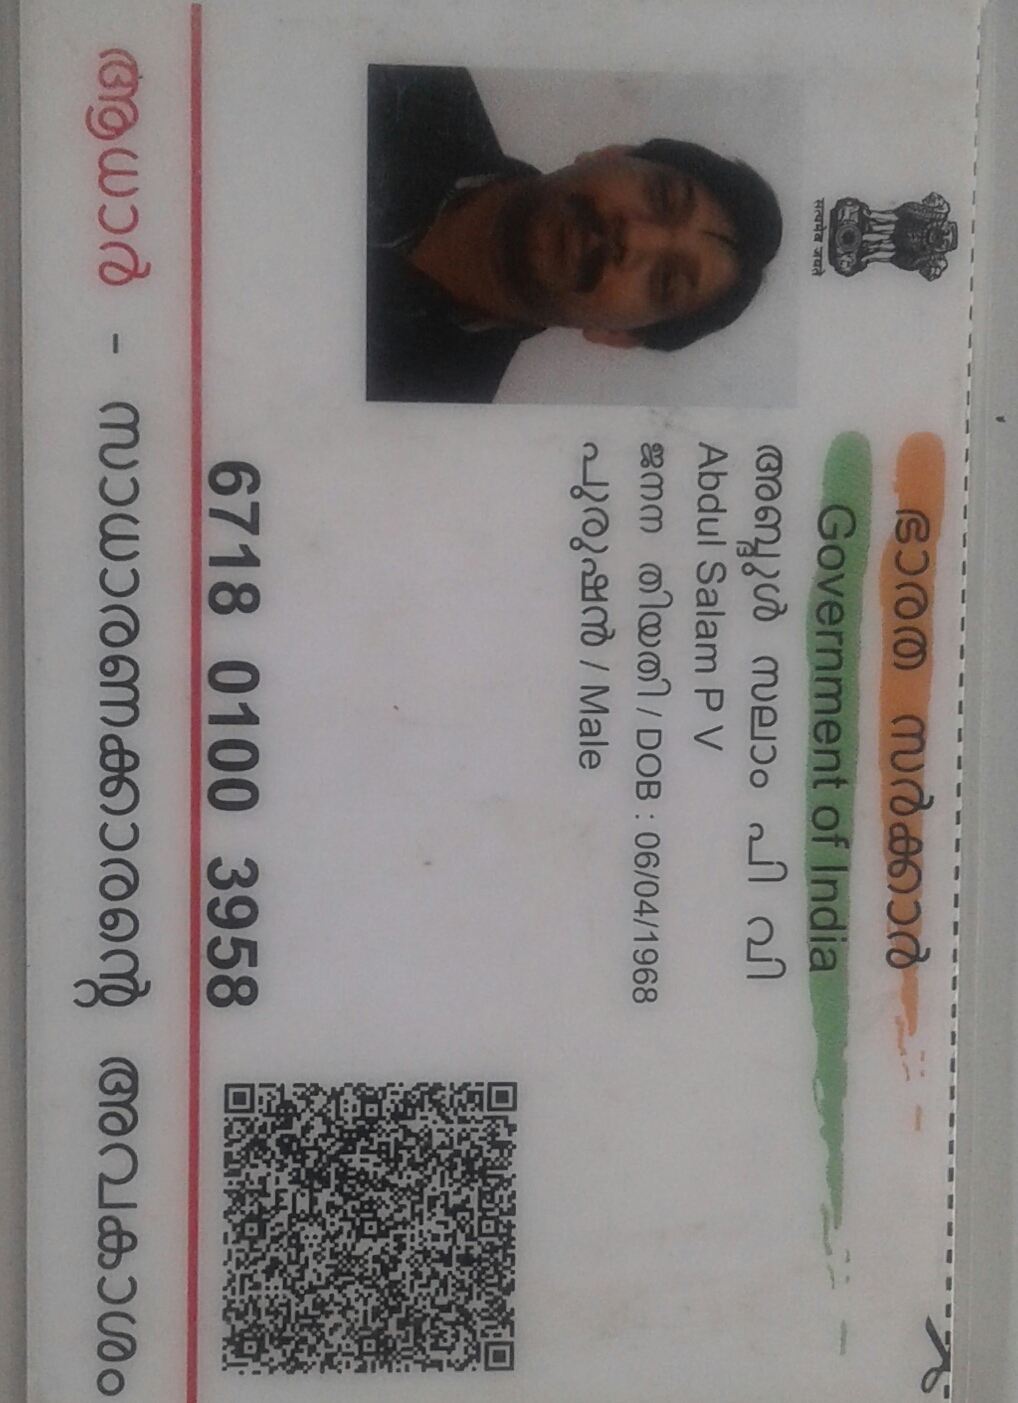 सत्यमेव जयते
ഭാരത സർക്കാർ
Government of India
അബ്ദുൾ സലാം പി വി
Abdul Salam P V
ജനന തിയതി / DOB : 06/04/1968
പുരുഷൻ / Male
6718 0100 3958
ആധാർ - സാധാരണക്കാരന്റെ അവകാശം